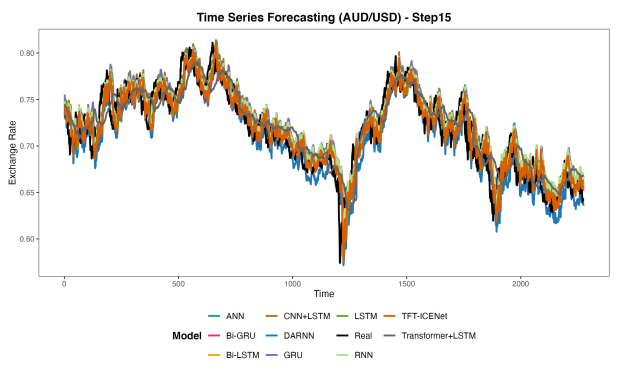 Time Series Forecasting (AUD/USD) - Step15
Exchange Rate
0.80
0.75
0.70
0.65
0.60
0
500
1000
1500
2000
Time
Model
ANN
CNN+LSTM
LSTM
TFT-ICENet
Bi-GRU
DARNN
Real
Transformer+LSTM
Bi-LSTM
GRU
RNN